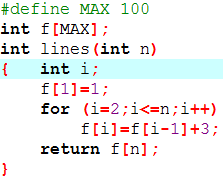 #define MAX 100
int f[MAX];
int lines(int n)
{   int i;
    f[1]=1;
    for (i=2;i<=n;i++)
        f[i]=f[i-1]+3;
    return f[n];
}